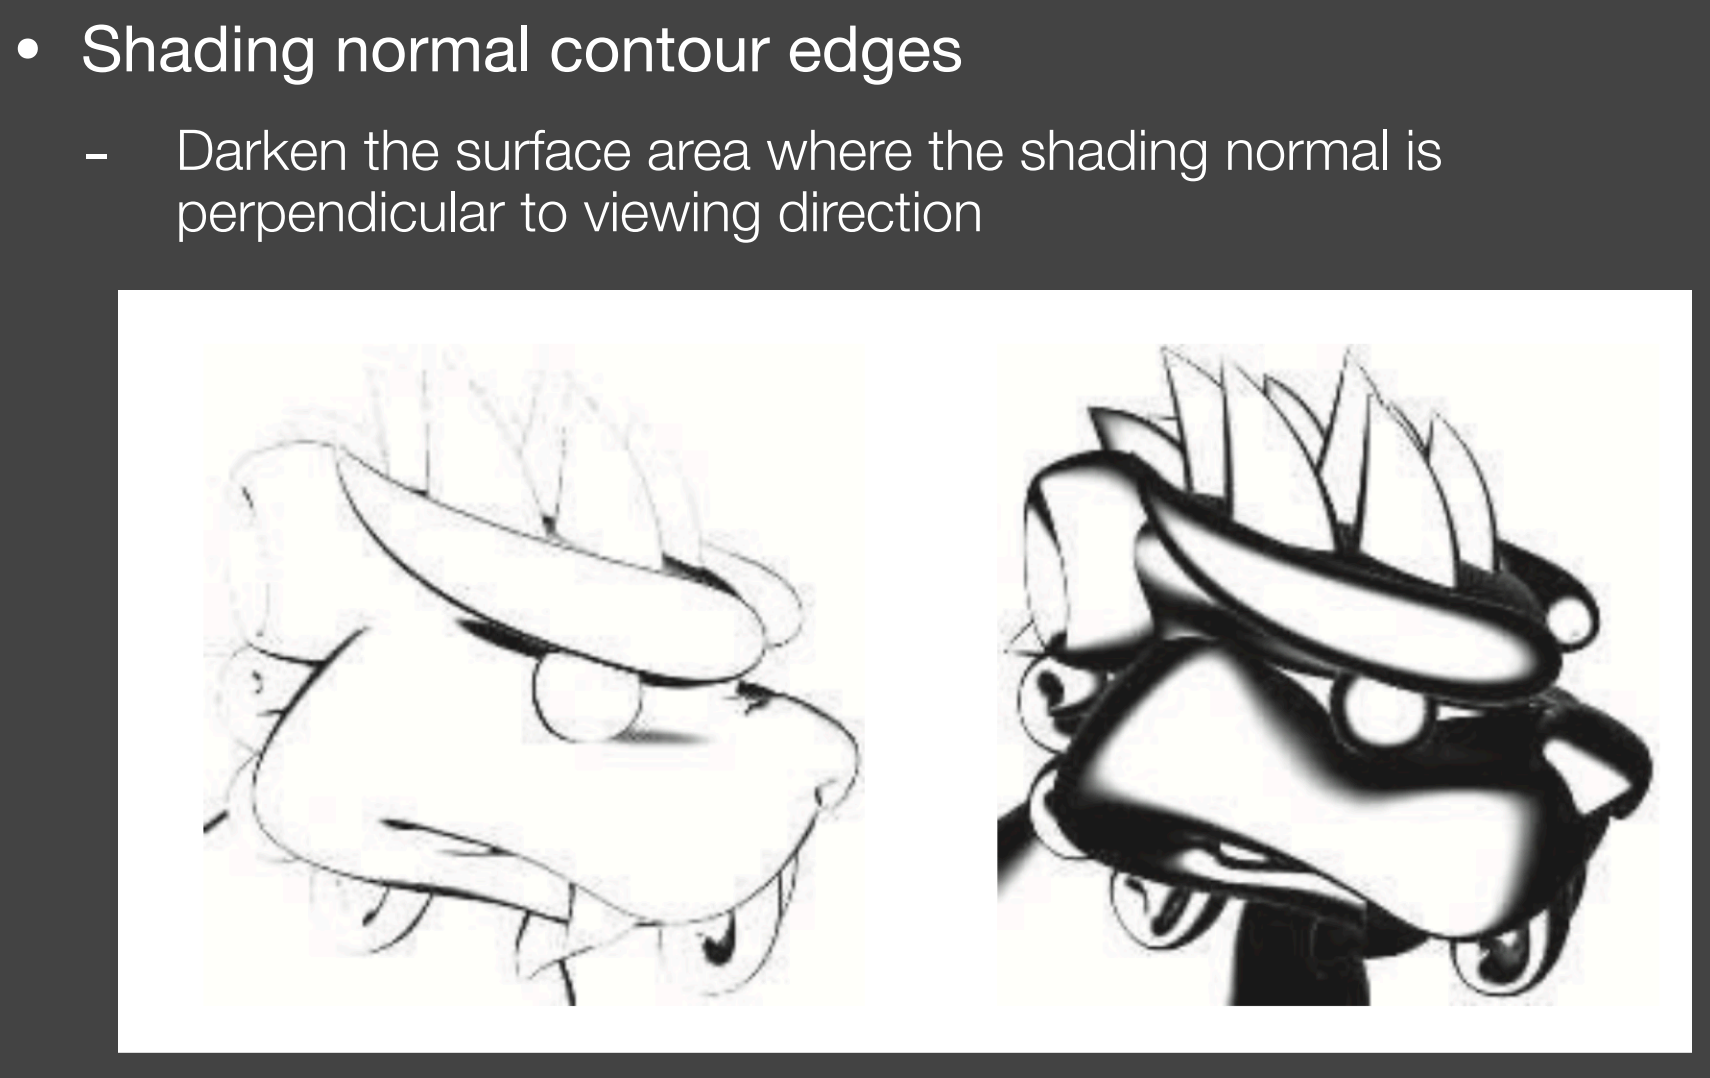 • Shading normal contour edges
- Darken the surface area where the shading normal is
perpendicular to viewing direction